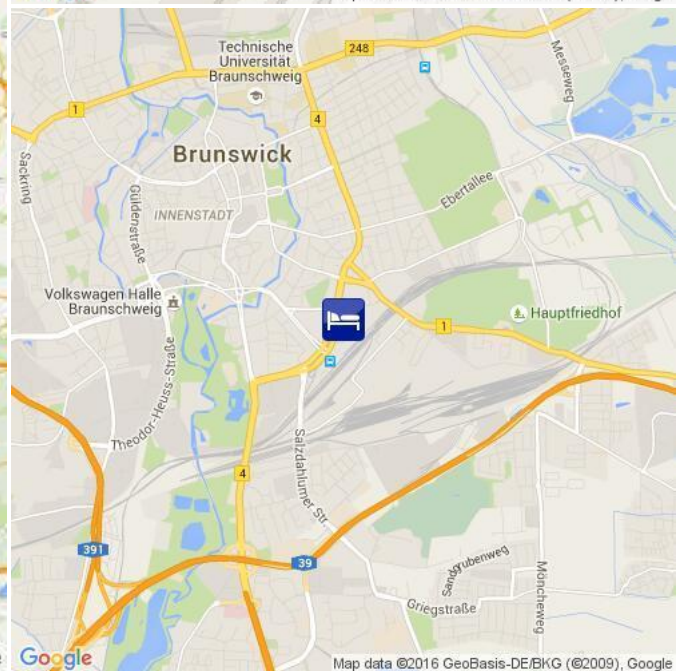 Technische
Universität
Braunschweig
248
Messeweg
1
4
Sackring
Brunswick
Ebertallee
Güldenstraße
INNENSTADT
Volkswagen Halle
Braunschweig
Hauptfriedhof
1
Theodor-Heuss-Straße
Salzdahlumer Str.
4
391
39
Sandgrubenweg
Möncheweg
Griegstraße
Google
Map data ©2016 GeoBasis-DE/BKG (©2009), Google